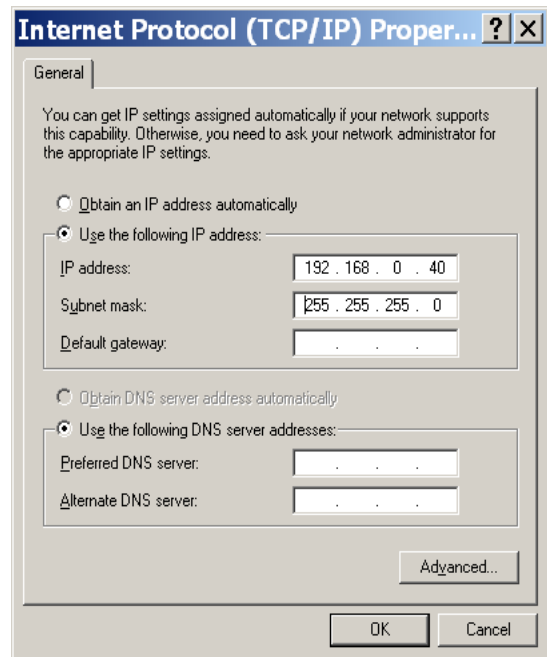 Internet Protocol (TCP/IP) Proper... ? ×
General
You can get IP settings assigned automatically if your network supports
this capability. Otherwise, you need to ask your network administrator for
the appropriate IP settings.
Obtain an IP address automatically
Use the following IP address:
IP address: 192 . 168 . 0 . 40
Subnet mask: 255 . 255 . 255 . 0
Default gateway: . . .
Obtain DNS server address automatically
Use the following DNS server addresses:
Preferred DNS server: . . .
Alternate DNS server: . . .
Advanced...
OK Cancel